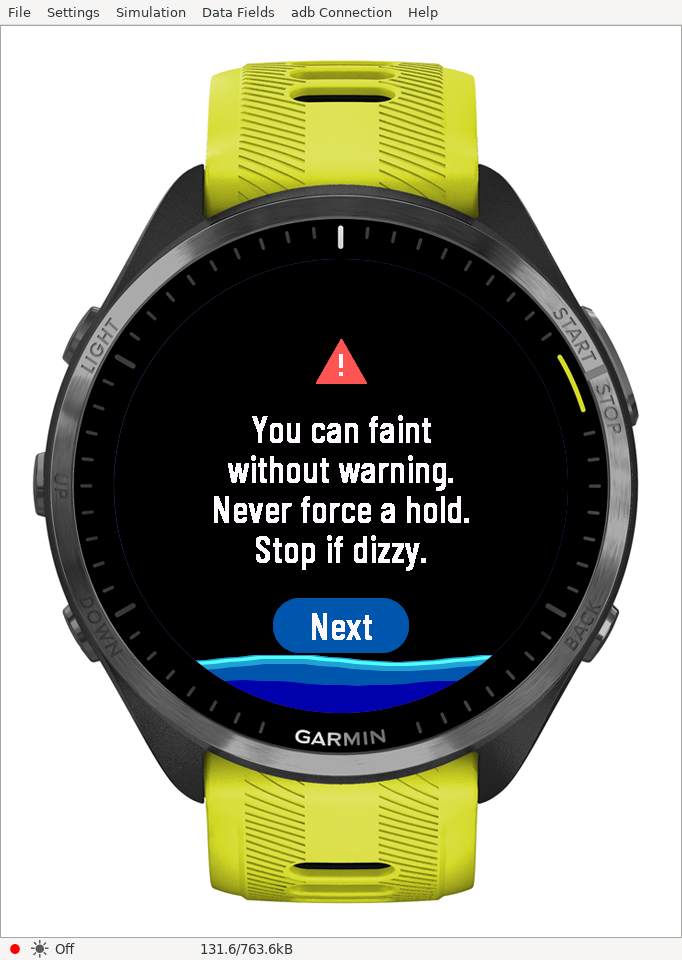 File Settings Simulation Data Fields adb Connection Help
LIGHT
START
STOP
UP
DOWN
BACK
!
You can faint
without warning.
Never force a hold.
Stop if dizzy.
Next
GARMIN
Off 131.6/763.6kB